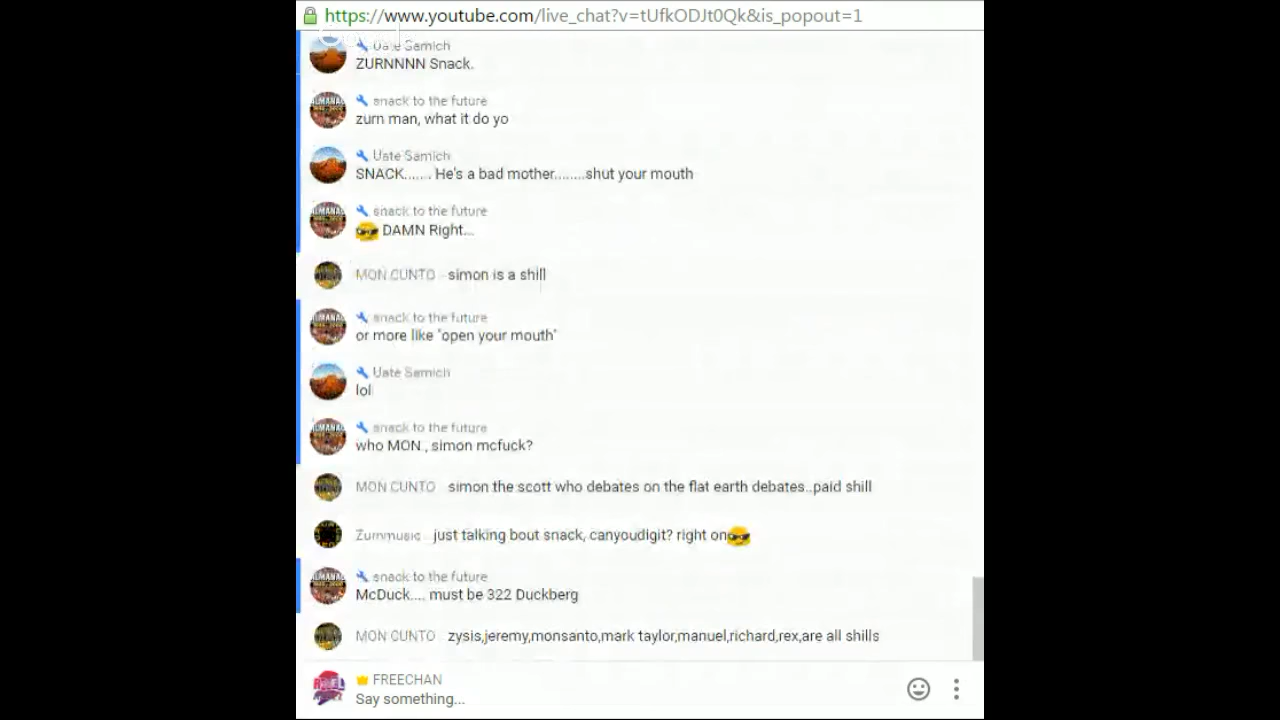 https://www.youtube.com/live_chat?v=tUfkODJt0Qk&is_popout=1
Uate Samich
ZURNNNN Snack.
snack to the future
zurn man, what it do yo
Uate Samich
SNACK....... He's a bad mother........shut your mouth
snack to the future
DAMN Right...
MON CUNTO simon is a shill
snack to the future
or more like "open your mouth"
Uate Samich
lol
snack to the future
who MON , simon mcfuck?
MON CUNTO simon the scott who debates on the flat earth debates..paid shill
Zurnmusic just talking bout snack, canyoudigit? right on
snack to the future
McDuck.... must be 322 Duckberg
MON CUNTO zysis,jeremy,monsanto,mark taylor,manuel,richard,rex,are all shills
FREECHAN
Say something...